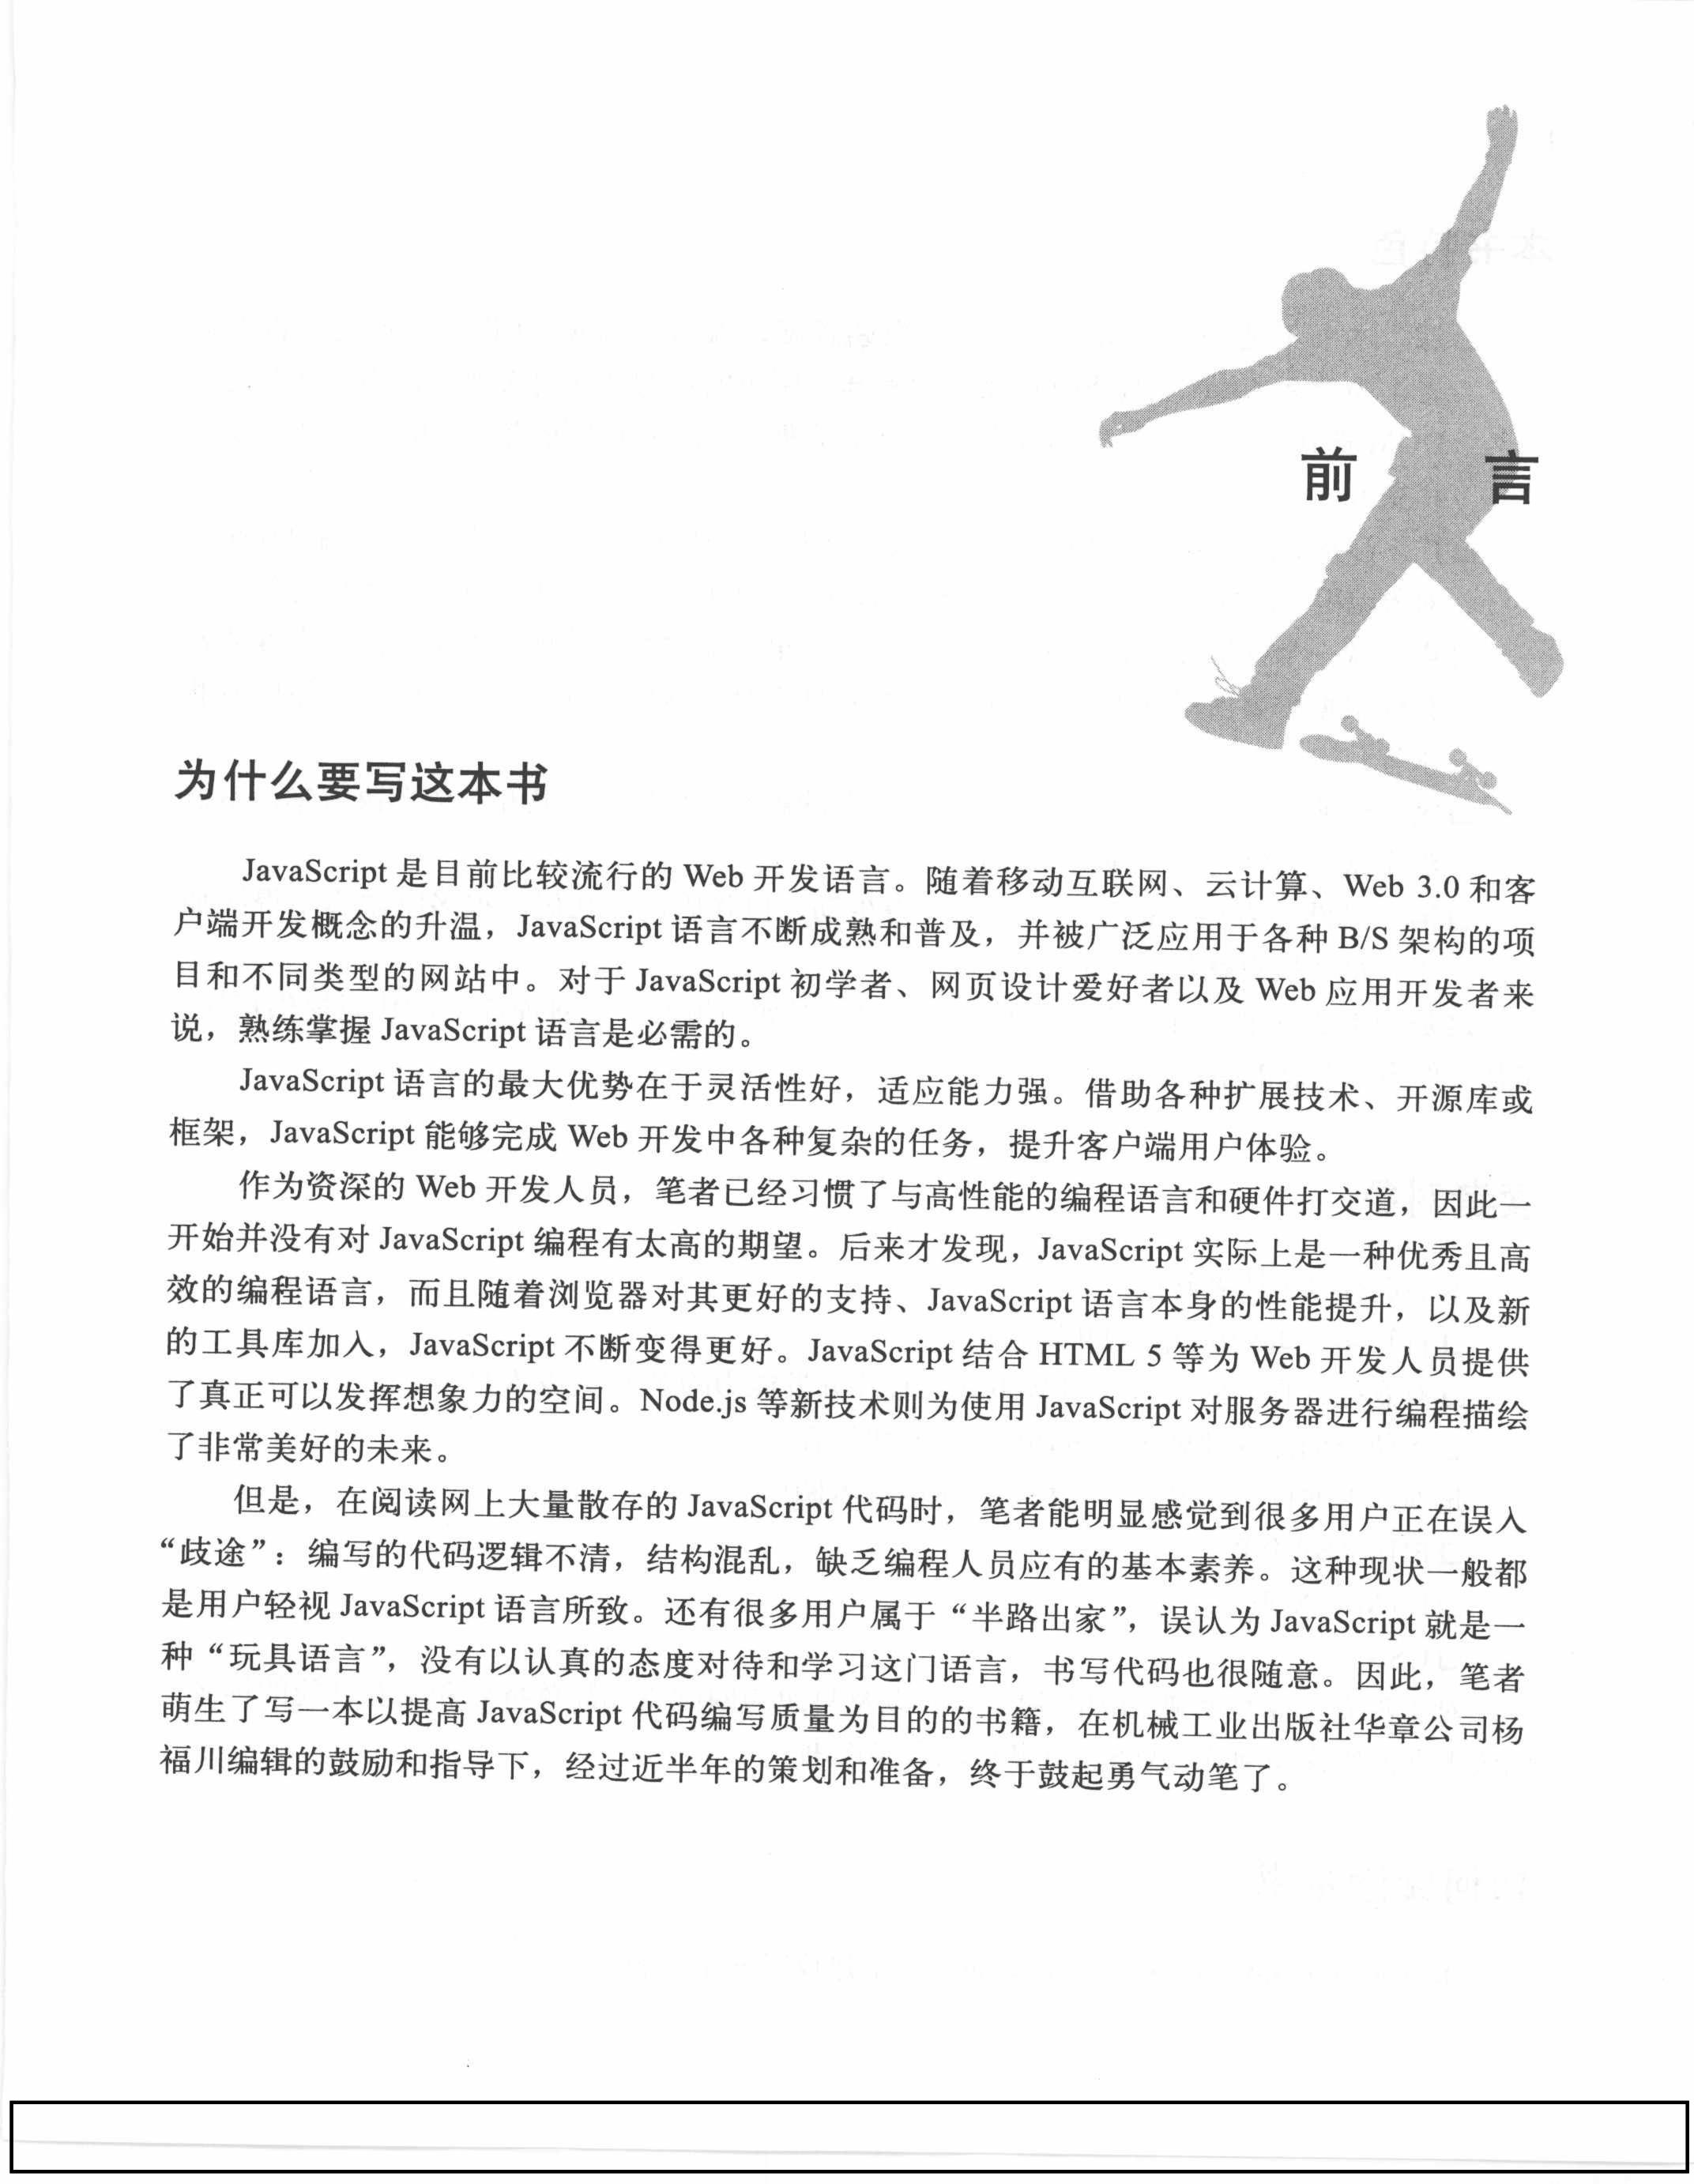 前 言
为什么要写这本书
JavaScript 是目前比较流行的 Web 开发语言。随着移动互联网、云计算、Web 3.0 和客
户端开发概念的升温，JavaScript 语言不断成熟和普及，并被广泛应用于各种 B/S 架构的项
目和不同类型的网站中。对于 JavaScript 初学者、网页设计爱好者以及 Web 应用开发者来
说，熟练掌握 JavaScript 语言是必需的。
JavaScript 语言的最大优势在于灵活性好，适应能力强。借助各种扩展技术、开源库或
框架，JavaScript 能够完成 Web 开发中各种复杂的任务，提升客户端用户体验。
作为资深的 Web 开发人员，笔者已经习惯了与高性能的编程语言和硬件打交道，因此一
开始并没有对 JavaScript 编程有太高的期望。后来才发现，JavaScript 实际上是一种优秀且高
效的编程语言，而且随着浏览器对其更好的支持、JavaScript 语言本身的性能提升，以及新
的工具库加入，JavaScript 不断变得更好。JavaScript 结合 HTML 5 等为 Web 开发人员提供
了真正可以发挥想象力的空间。Node.js 等新技术则为使用 JavaScript 对服务器进行编程描绘
了非常美好的未来。
但是，在阅读网上大量散存的 JavaScript 代码时，笔者能明显感觉到很多用户正在误入
“歧途”：编写的代码逻辑不清，结构混乱，缺乏编程人员应有的基本素养。这种现状一般都
是用户轻视 JavaScript 语言所致。还有很多用户属于“半路出家”，误认为 JavaScript 就是一
种“玩具语言”，没有以认真的态度对待和学习这门语言，书写代码也很随意。因此，笔者
萌生了写一本以提高 JavaScript 代码编写质量为目的的书籍，在机械工业出版社华章公司杨
福川编辑的鼓励和指导下，经过近半年的策划和准备，终于鼓起勇气动笔了。